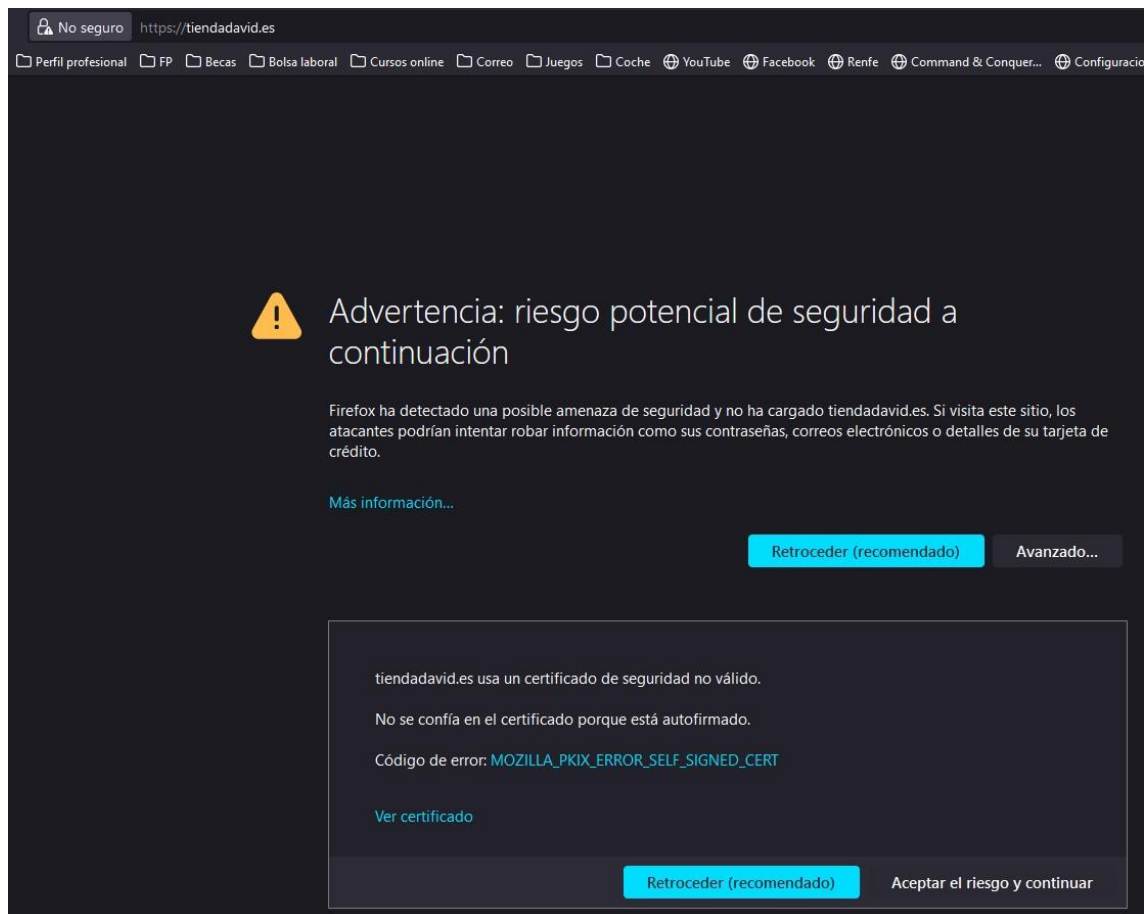 No seguro https://tiendadavid.es
Perfil profesional FP Becas Bolsa laboral Cursos online Correo Juegos Coche YouTube Facebook Renfe Command & Conquer... Configuracio
Advertencia: riesgo potencial de seguridad a
continuación
Firefox ha detectado una posible amenaza de seguridad y no ha cargado tiendadavid.es. Si visita este sitio, los
atacantes podrían intentar robar información como sus contraseñas, correos electrónicos o detalles de su tarjeta de
crédito.
Más información...
Retroceder (recomendado) Avanzado...
tiendadavid.es usa un certificado de seguridad no válido.
No se confía en el certificado porque está autofirmado.
Código de error: MOZILLA_PKIX_ERROR_SELF_SIGNED_CERT
Ver certificado
Retroceder (recomendado) Aceptar el riesgo y continuar